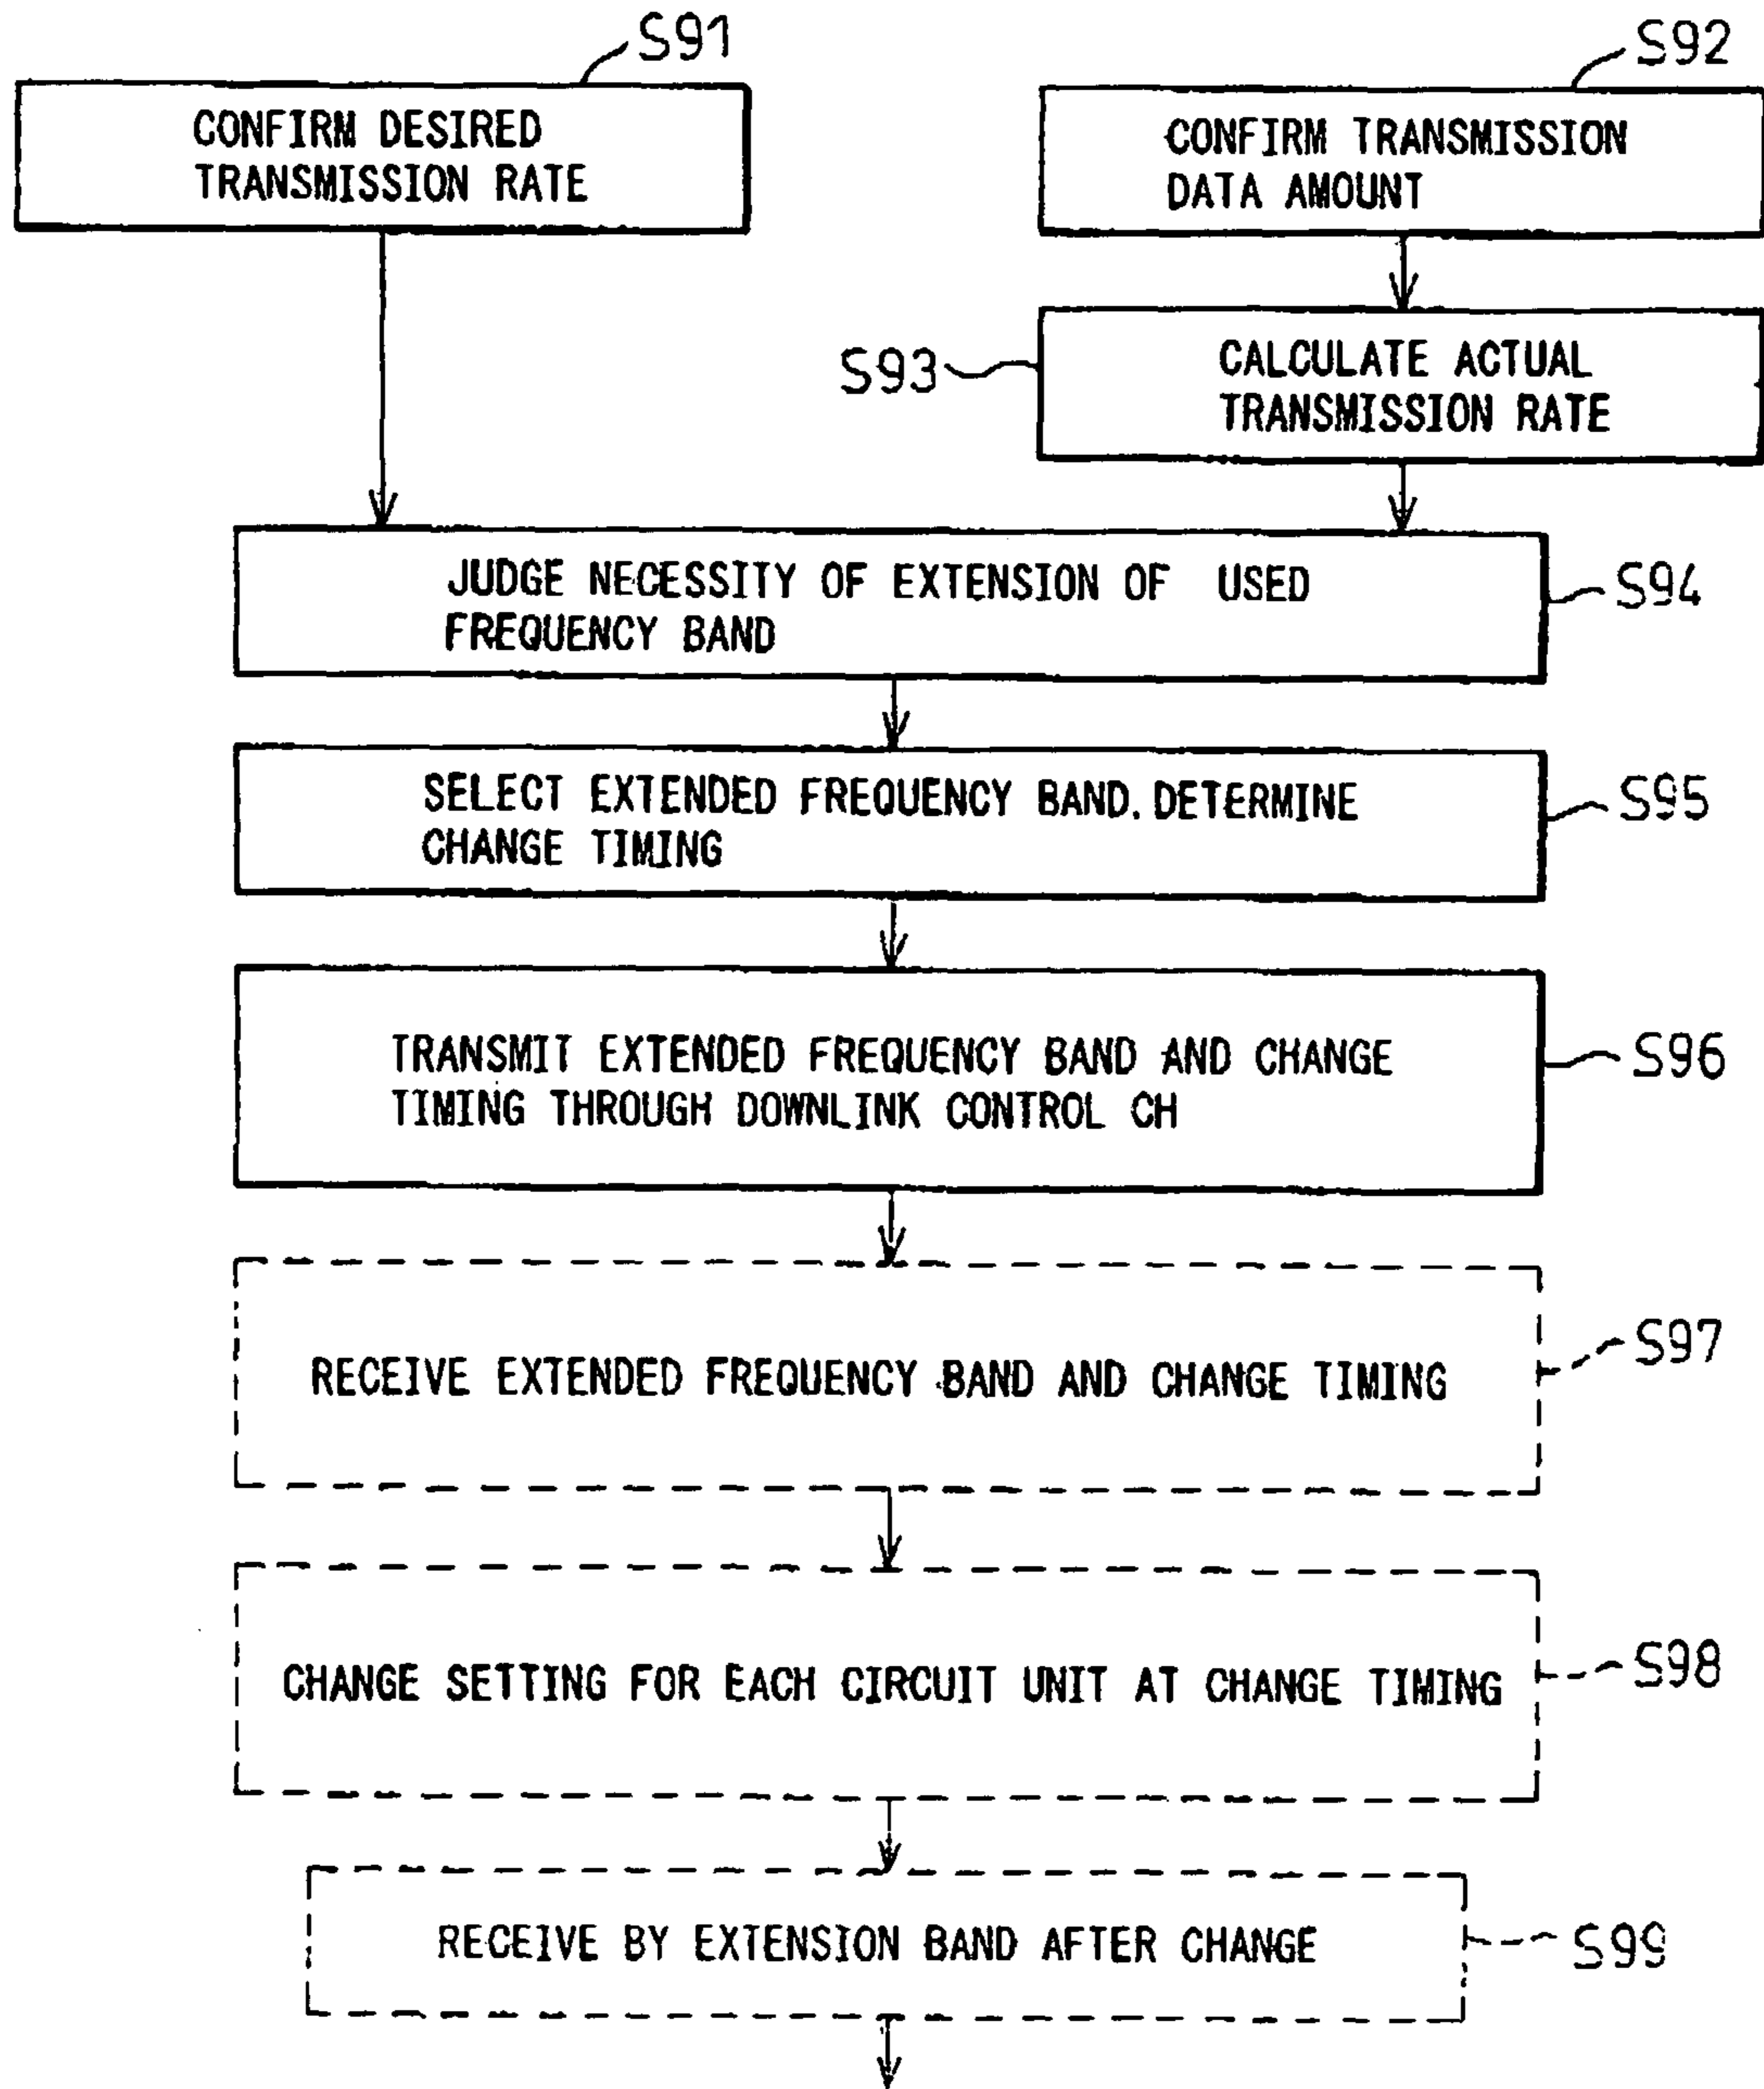 S91
CONFIRM DESIRED
TRANSMISSION RATE
S92
CONFIRM TRANSMISSION
DATA AMOUNT
S93
CALCULATE ACTUAL
TRANSMISSION RATE
JUDGE NECESSITY OF EXTENSION OF USED
FREQUENCY BAND
S94
SELECT EXTENDED FREQUENCY BAND. DETERMINE
CHANGE TIMING
S95
TRANSMIT EXTENDED FREQUENCY BAND AND CHANGE
TIMING THROUGH DOWNLINK CONTROL CH
S96
RECEIVE EXTENDED FREQUENCY BAND AND CHANGE TIMING
S97
CHANGE SETTING FOR EACH CIRCUIT UNIT AT CHANGE TIMING
S98
RECEIVE BY EXTENSION BAND AFTER CHANGE
S99